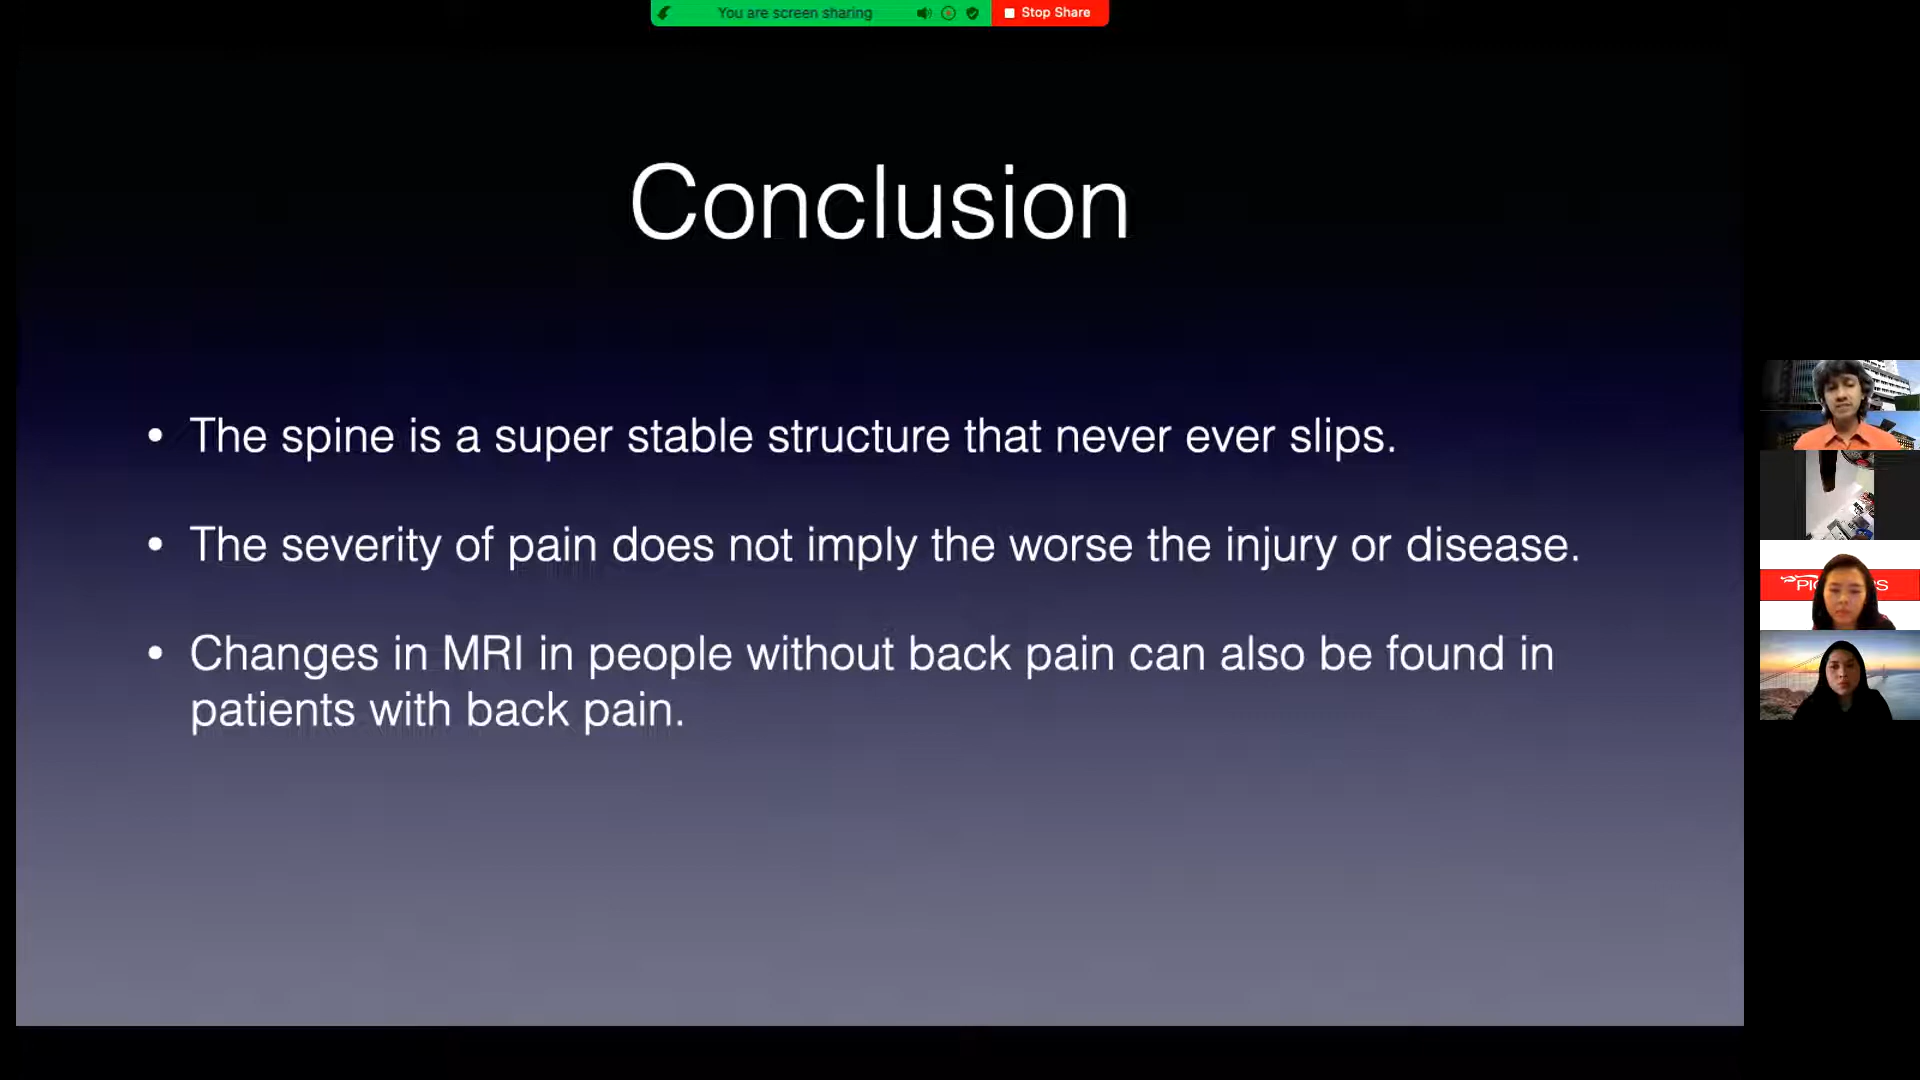 You are screen sharing
Stop Share
Conclusion
• The spine is a super stable structure that never ever slips.
• The severity of pain does not imply the worse the injury or disease.
• Changes in MRI in people without back pain can also be found in
patients with back pain.